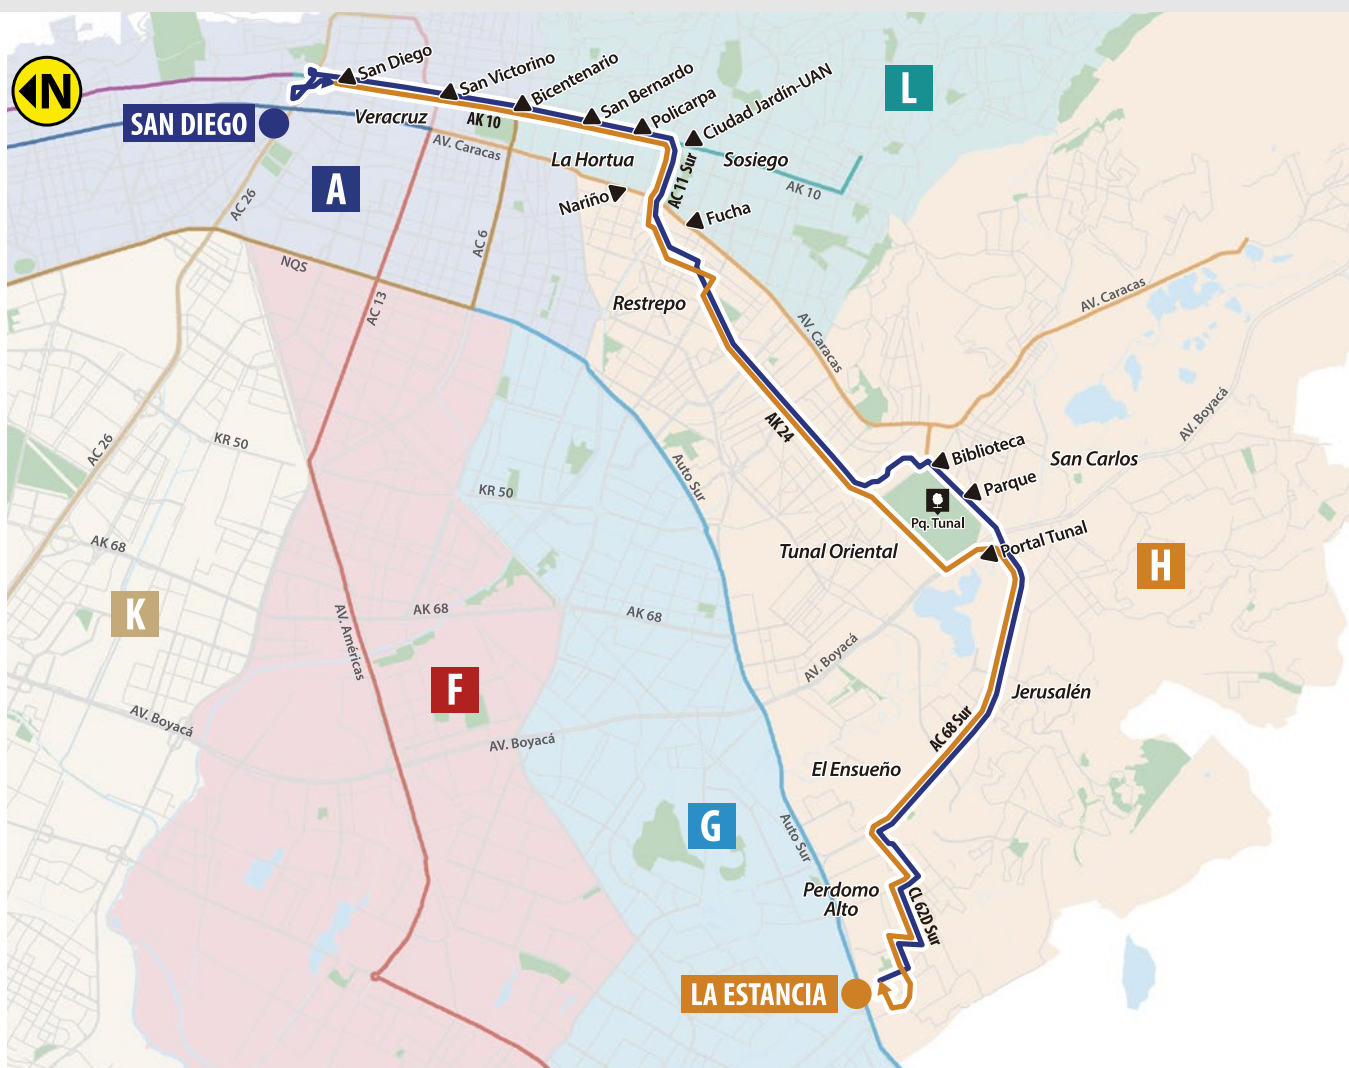 N
SAN DIEGO
San Diego
San Victorino
Bicentenario
San Bernardo
Policarpa
Ciudad Jardín-UAN
L
Veracruz
AK 10
AV. Caracas
La Hortua
AC 11 Sur
Sosiego
AK 10
A
AC 26
Nariño
Fucha
AC 6
NQS
AC 13
Restrepo
AV. Caracas
AV. Caracas
AV. Boyacá
AK 24
KR 50
AC 26
Auto Sur
KR 50
Biblioteca
San Carlos
Parque
Pq. Tunal
Portal Tunal
Tunal Oriental
H
AK 68
K
AK 68
AK 68
AV. Américas
AV. Boyacá
F
Jerusalén
AC 68 Sur
AV. Boyacá
AV. Boyacá
El Ensueño
G
Auto Sur
Perdomo
Alto
CL 62D Sur
LA ESTANCIA